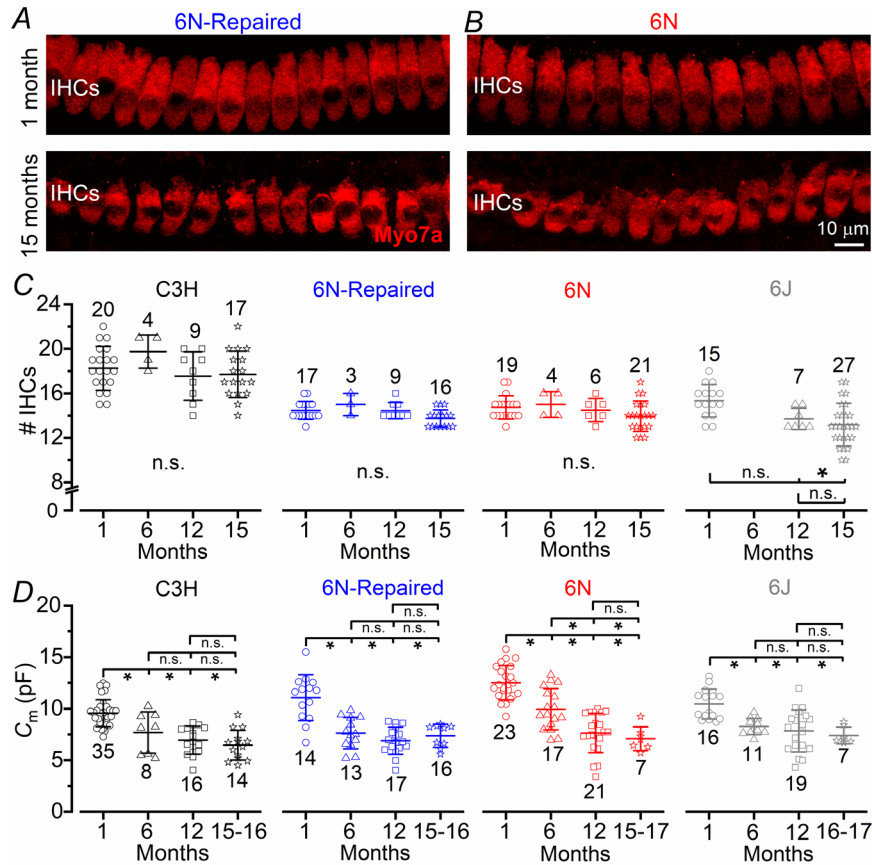 A 6N-Repaired
B 6N
1 month
IHCs
IHCs
15 months
IHCs
Myo7a
IHCs
10 μm
C C3H 6N-Repaired 6N 6J
# IHCs
24
20
16
12
8
0
20 4 9 17
17 3 9 16
19 4 6 21
15 7 27
n.s.
n.s.
n.s.
n.s. *
n.s.
1 6 12 15
1 6 12 15
1 6 12 15
1 12 15
Months Months Months Months
D C3H 6N-Repaired 6N 6J
Cm (pF)
20
15
10
5
0
n.s.
n.s. n.s.
* * *
n.s.
n.s. n.s.
* * *
n.s.
* *
* * *
n.s.
n.s. n.s.
* * *
35 8 16 14
14 13 17 16
23 17 21 7
16 11 19 7
1 6 12 15-16
1 6 12 15-16
1 6 12 15-17
1 6 12 16-17
Months Months Months Months